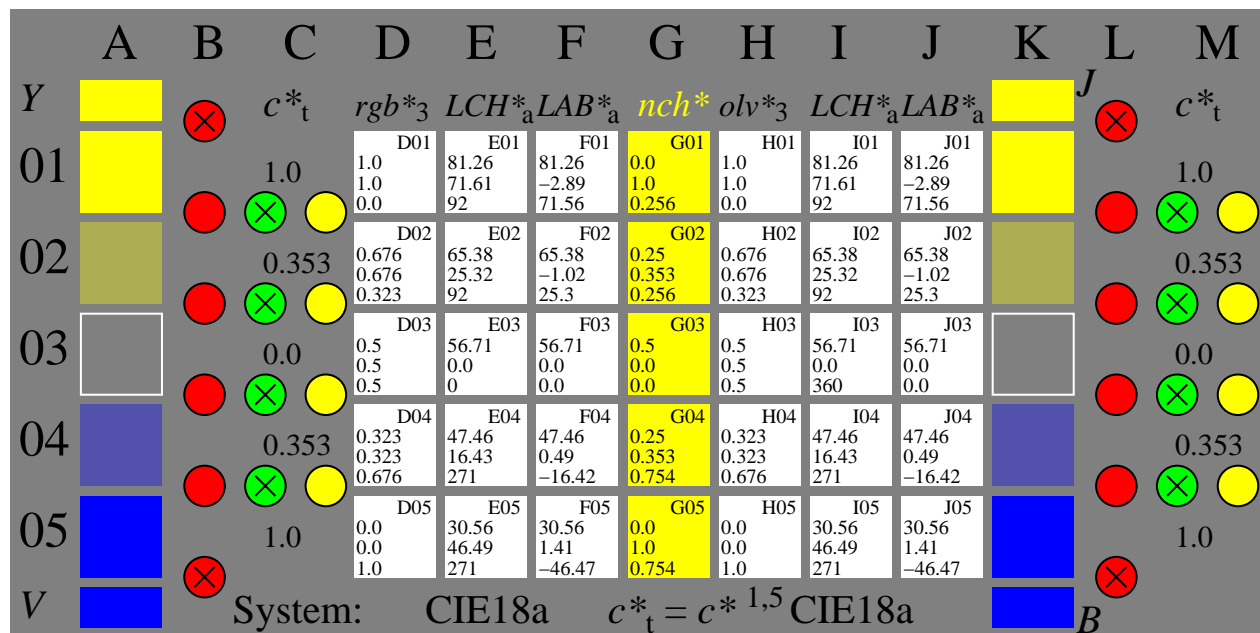 A B C D E F G H I J K L M
Y c*t rgb*3 LCH*a LAB*a nch* olv*3 LCH*a LAB*a J c*t
D01 E01 F01 G01 H01 I01 J01
01 1.0 1.0 81.26 81.26 0.0 1.0 81.26 81.26 1.0
1.0 71.61 −2.89 1.0 1.0 71.61 −2.89
0.0 92 71.56 0.256 0.0 92 71.56
D02 E02 F02 G02 H02 I02 J02
02 0.353 0.676 65.38 65.38 0.25 0.676 65.38 65.38 0.353
0.676 25.32 −1.02 0.353 0.676 25.32 −1.02
0.323 92 25.3 0.256 0.323 92 25.3
D03 E03 F03 G03 H03 I03 J03
03 0.0 0.5 56.71 56.71 0.5 0.5 56.71 56.71 0.0
0.5 0.0 0.0 0.0 0.5 0.0 0.0
0.5 0 0.0 0.0 0.5 360 0.0
D04 E04 F04 G04 H04 I04 J04
04 0.353 0.323 47.46 47.46 0.25 0.323 47.46 47.46 0.353
0.323 16.43 0.49 0.353 0.323 16.43 0.49
0.676 271 −16.42 0.754 0.676 271 −16.42
D05 E05 F05 G05 H05 I05 J05
05 1.0 0.0 30.56 30.56 0.0 0.0 30.56 30.56 1.0
0.0 46.49 1.41 1.0 0.0 46.49 1.41
1.0 271 −46.47 0.754 1.0 271 −46.47
V System: CIE18a c*t = c* 1,5 CIE18a B